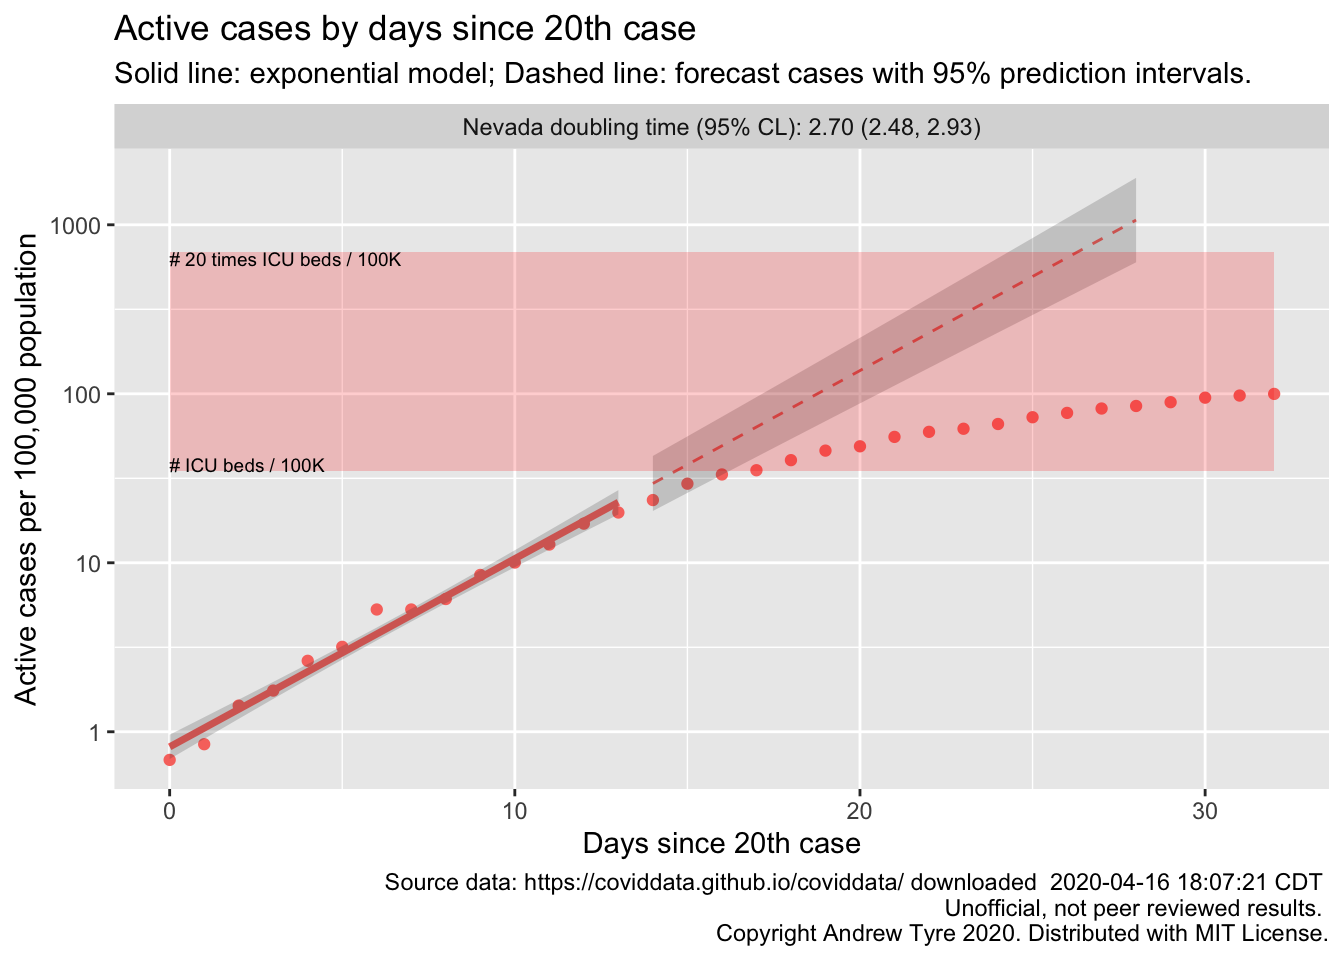 Active cases by days since 20th case
Solid line: exponential model; Dashed line: forecast cases with 95% prediction intervals.
Nevada doubling time (95% CL): 2.70 (2.48, 2.93)
Active cases per 100,000 population
1000
100
10
1
# 20 times ICU beds / 100K
# ICU beds / 100K
0
10
20
30
Days since 20th case
Source data: https://coviddata.github.io/coviddata/ downloaded  2020-04-16 18:07:21 CDT
Unofficial, not peer reviewed results.
Copyright Andrew Tyre 2020. Distributed with MIT License.